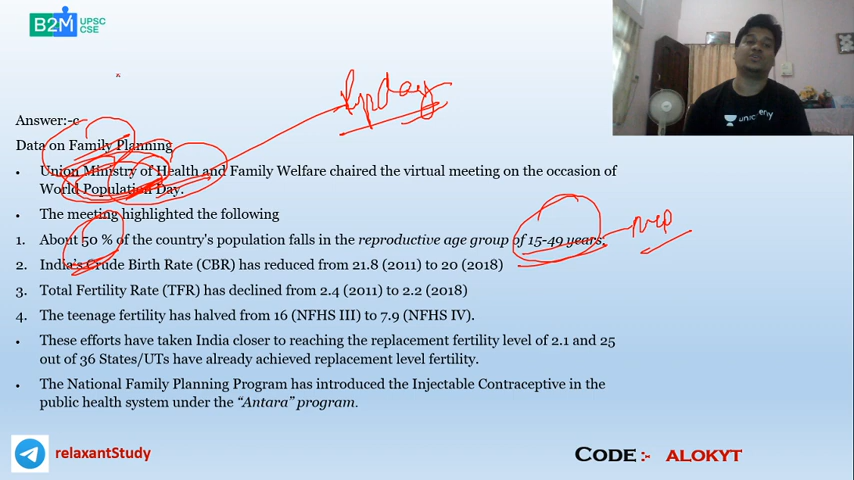 B2M UPSC
CSE
Answer:-c
Data on Family Planning
• Union Ministry of Health and Family Welfare chaired the virtual meeting on the occasion of
World Population Day.
• The meeting highlighted the following
1. About 50 % of the country's population falls in the reproductive age group of 15-49 years.
2. India's Crude Birth Rate (CBR) has reduced from 21.8 (2011) to 20 (2018)
3. Total Fertility Rate (TFR) has declined from 2.4 (2011) to 2.2 (2018)
4. The teenage fertility has halved from 16 (NFHS III) to 7.9 (NFHS IV).
• These efforts have taken India closer to reaching the replacement fertility level of 2.1 and 25
out of 36 States/UTs have already achieved replacement level fertility.
• The National Family Planning Program has introduced the Injectable Contraceptive in the
public health system under the “Antara” program.
relaxantStudy
CODE :- ALOKYT